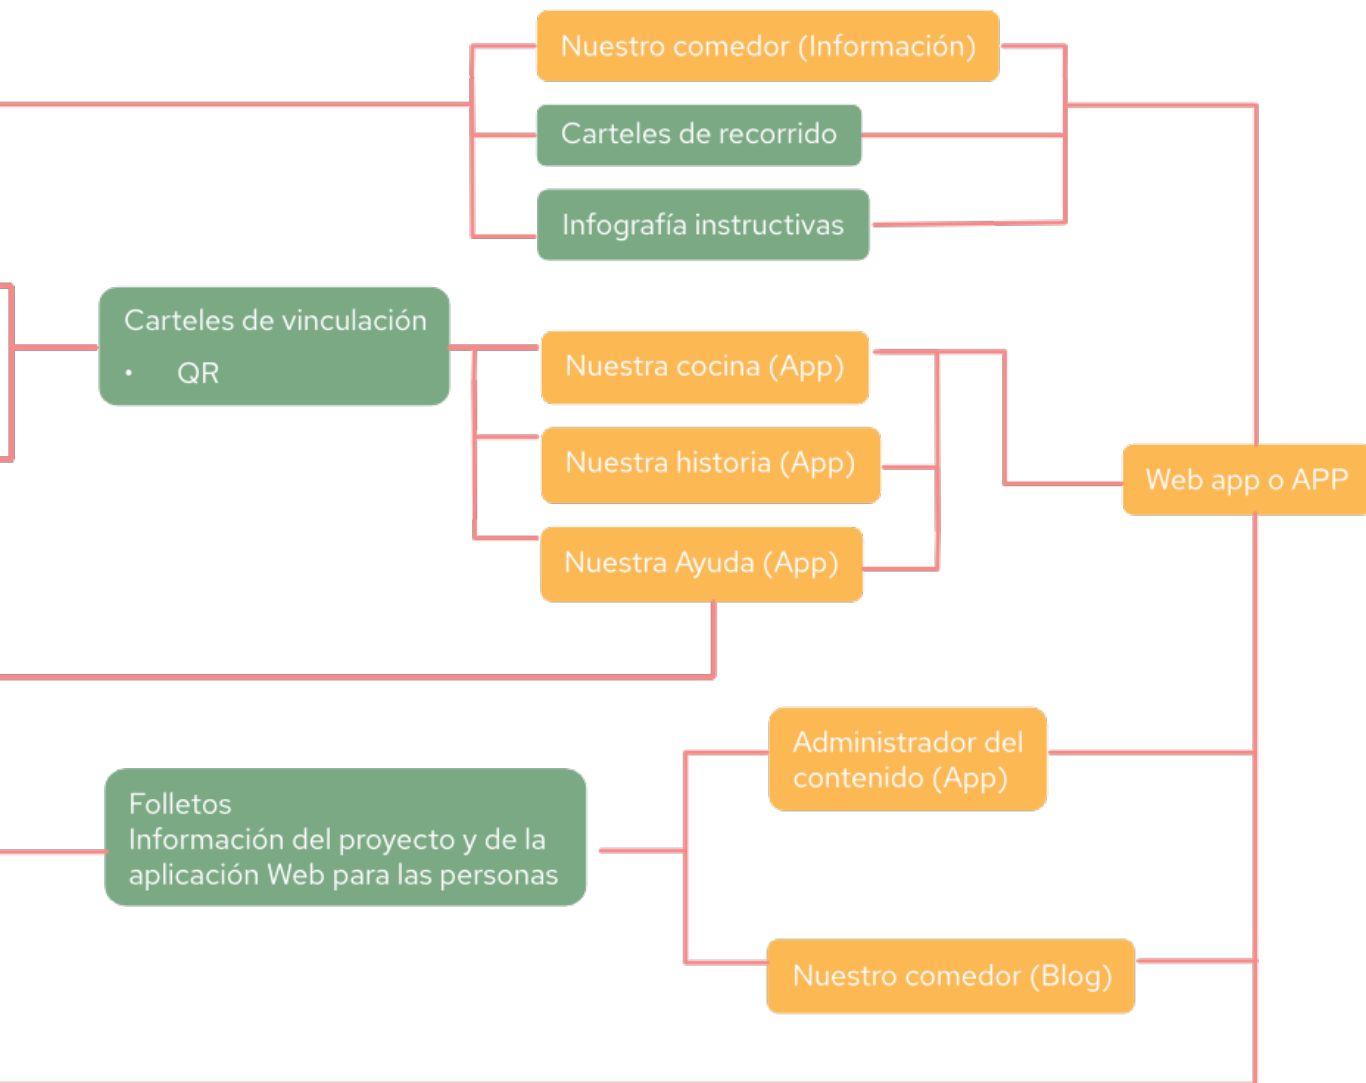 Nuestro comedor (Información)
Carteles de recorrido
Infografía instructivas
Carteles de vinculación
• QR
Nuestra cocina (App)
Nuestra historia (App)
Nuestra Ayuda (App)
Web app o APP
Administrador del
contenido (App)
Folletos
Información del proyecto y de la
aplicación Web para las personas
Nuestro comedor (Blog)